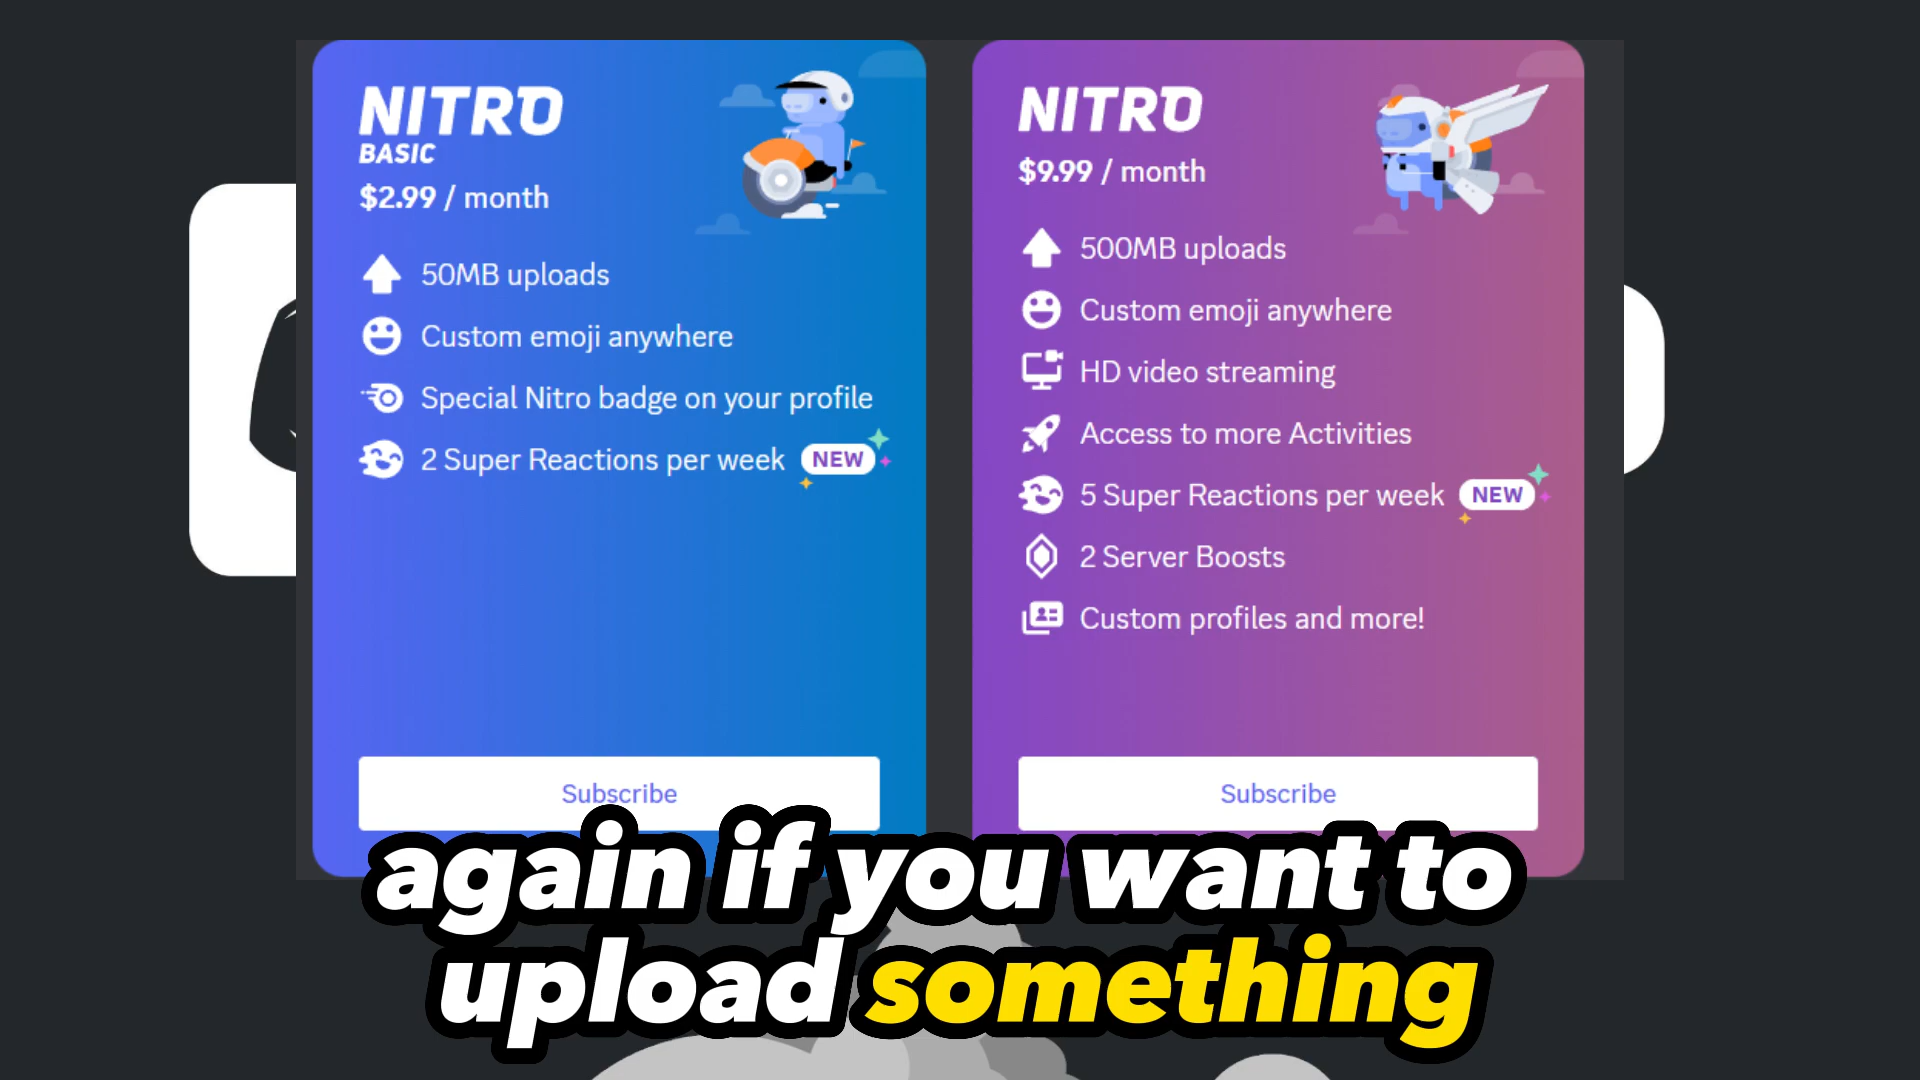 NITRO
BASIC
$2.99 / month
50MB uploads
Custom emoji anywhere
Special Nitro badge on your profile
2 Super Reactions per week NEW
Subscribe
NITRO
$9.99 / month
500MB uploads
Custom emoji anywhere
HD video streaming
Access to more Activities
5 Super Reactions per week NEW
2 Server Boosts
Custom profiles and more!
Subscribe
again if you want to
upload something